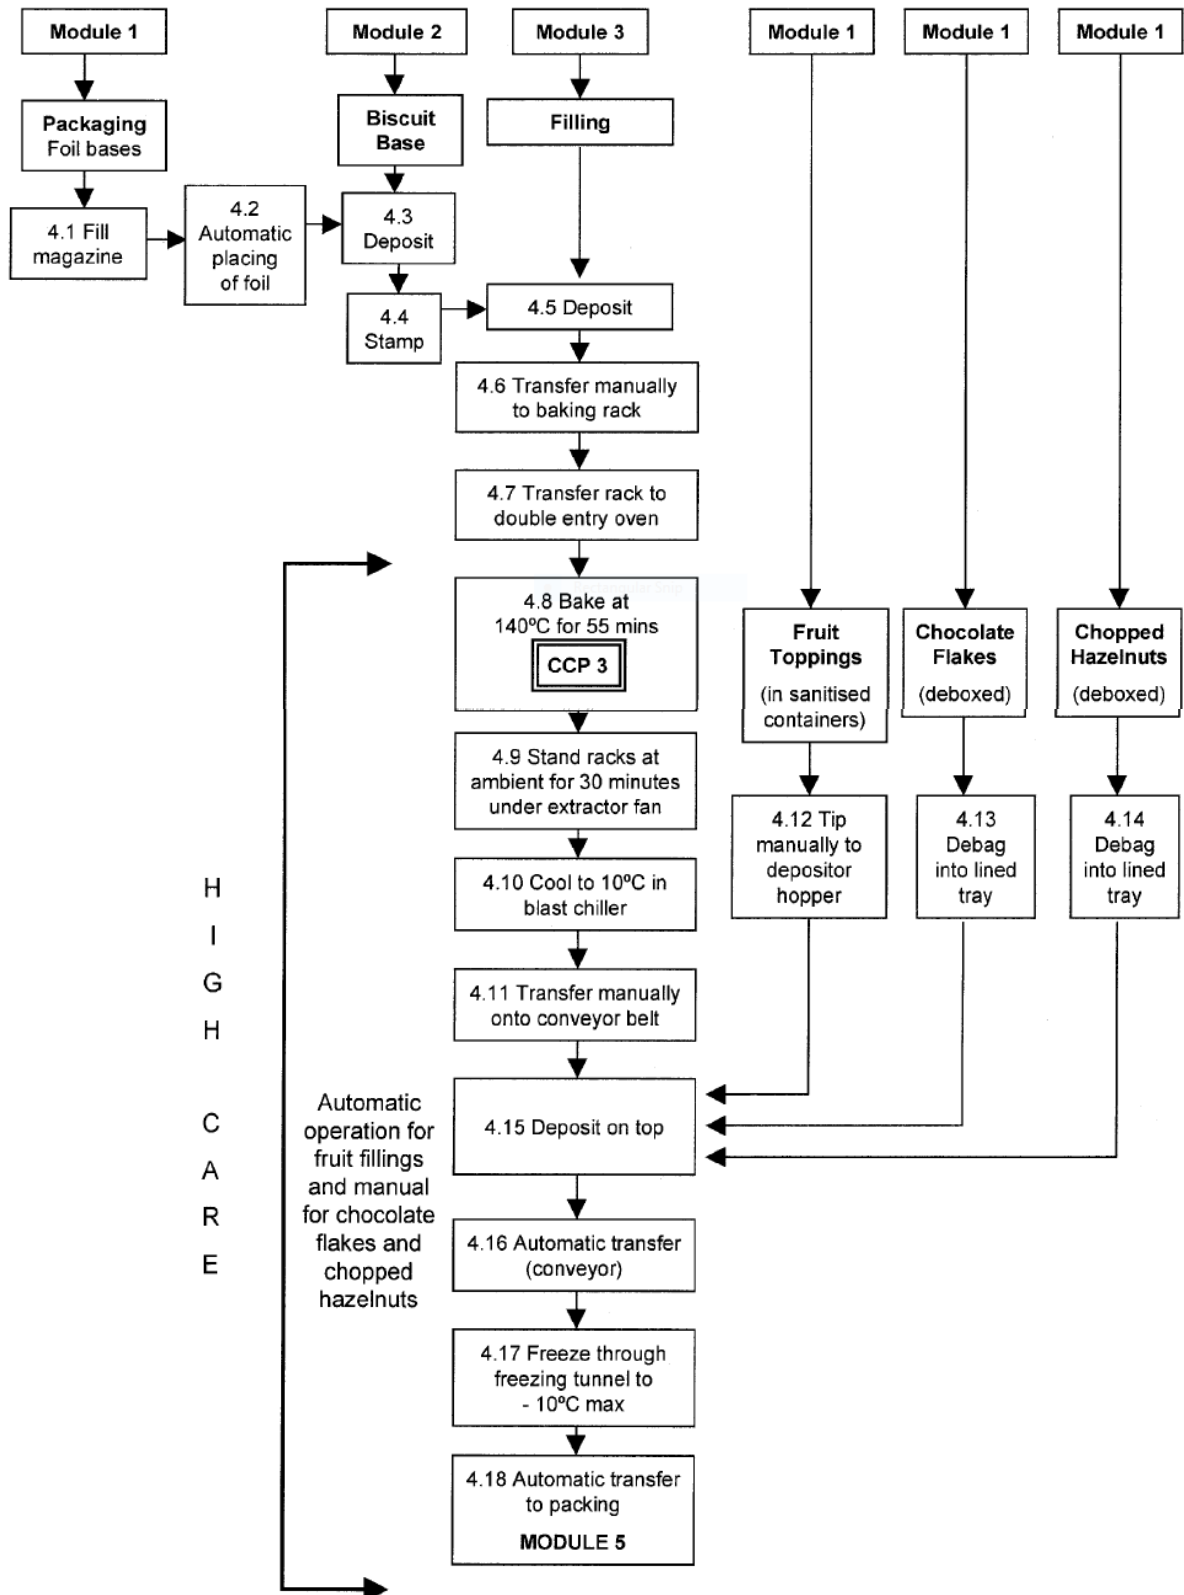 Module 1
Module 2
Module 3
Module 1
Module 1
Module 1
Packaging
Foil bases
Biscuit
Base
Filling
4.1 Fill
magazine
4.2
Automatic
placing
of foil
4.3
Deposit
4.4
Stamp
4.5 Deposit
4.6 Transfer manually
to baking rack
4.7 Transfer rack to
double entry oven
4.8 Bake at
140ºC for 55 mins
CCP 3
Fruit
Toppings
(in sanitised
containers)
Chocolate
Flakes
(deboxed)
Chopped
Hazelnuts
(deboxed)
4.9 Stand racks at
ambient for 30 minutes
under extractor fan
4.12 Tip
manually to
depositor
hopper
4.13
Debag
into lined
tray
4.14
Debag
into lined
tray
4.10 Cool to 10ºC in
blast chiller
4.11 Transfer manually
onto conveyor belt
H
I
G
H
C
A
R
E
Automatic
operation for
fruit fillings
and manual
for chocolate
flakes and
chopped
hazelnuts
4.15 Deposit on top
4.16 Automatic transfer
(conveyor)
4.17 Freeze through
freezing tunnel to
- 10ºC max
4.18 Automatic transfer
to packing
MODULE 5